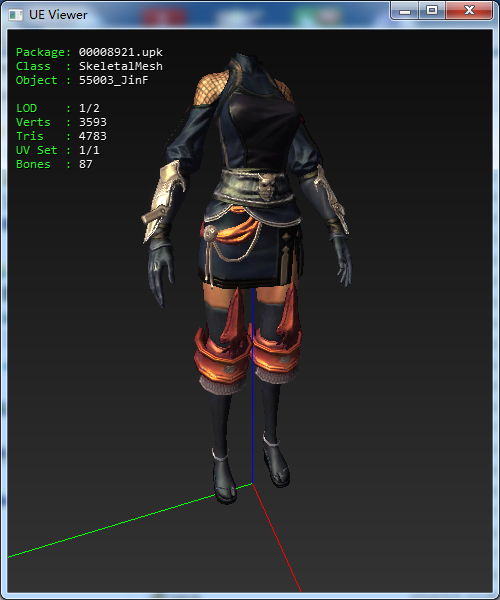 UE Viewer
Package: 00008921.upk
Class : SkeletalMesh
Object : 55003_JinF
LOD : 1/2
Verts : 3593
Tris : 4783
UV Set : 1/1
Bones : 87